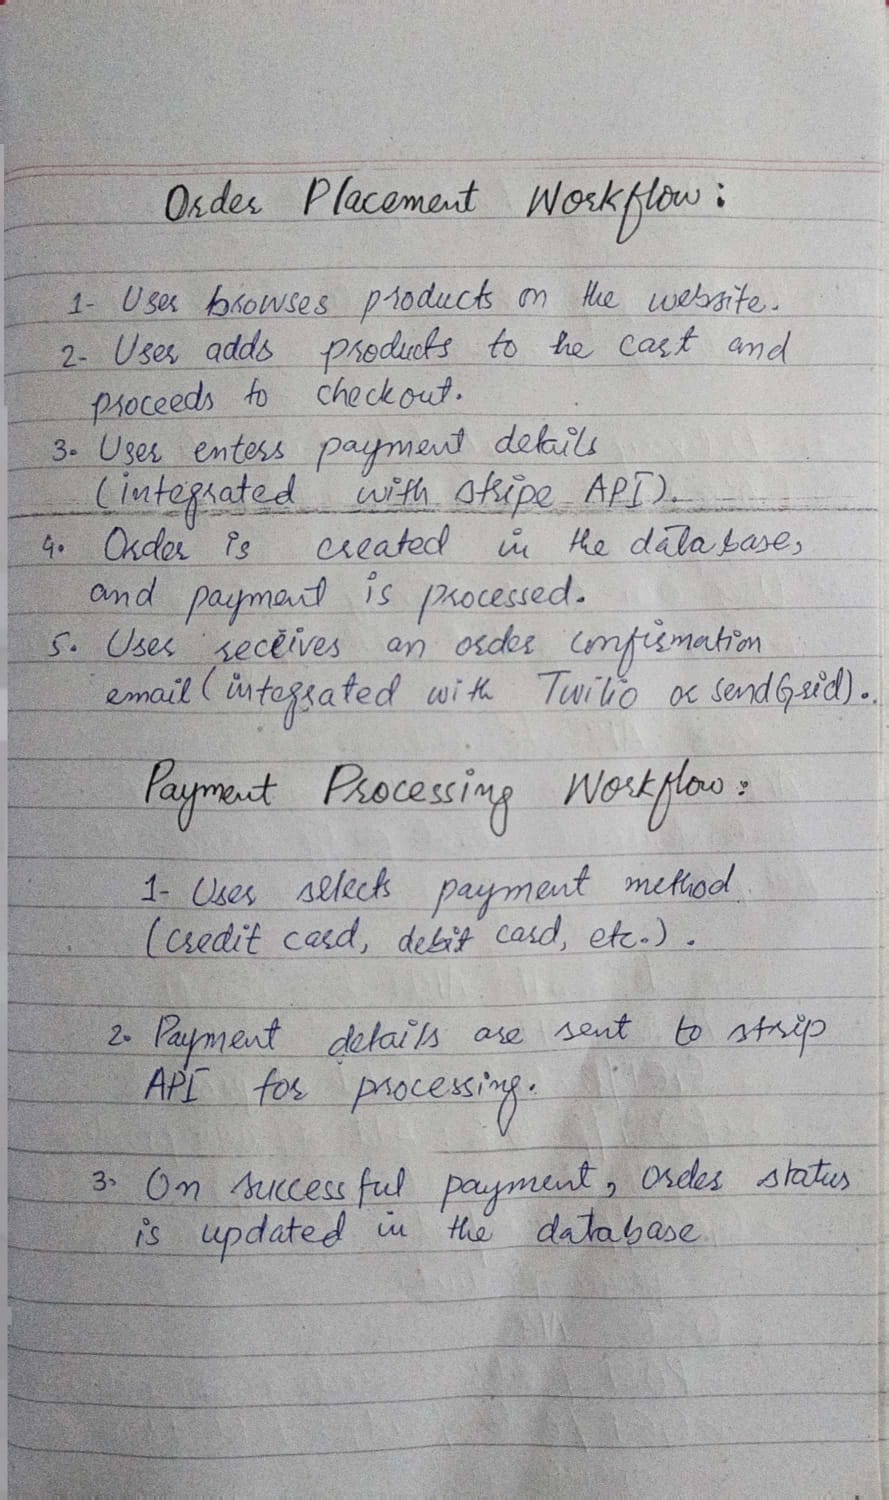 Order Placement Workflow:
1- User browses products on the website.
2- User adds products to he cart and
proceeds to checkout.
3. User enters payment details
(integrated with stripe API).
4. Order is created in the database,
and payment is processed.
5. User receives an order confirmation
email (integrated with Twilio or SendGrid).
Payment Processing Workflow:
1- User selects payment method
(credit card, debit card, etc.).
2. Payment details are sent to strip
API for processing.
3. On successful payment, order status
is updated in the database